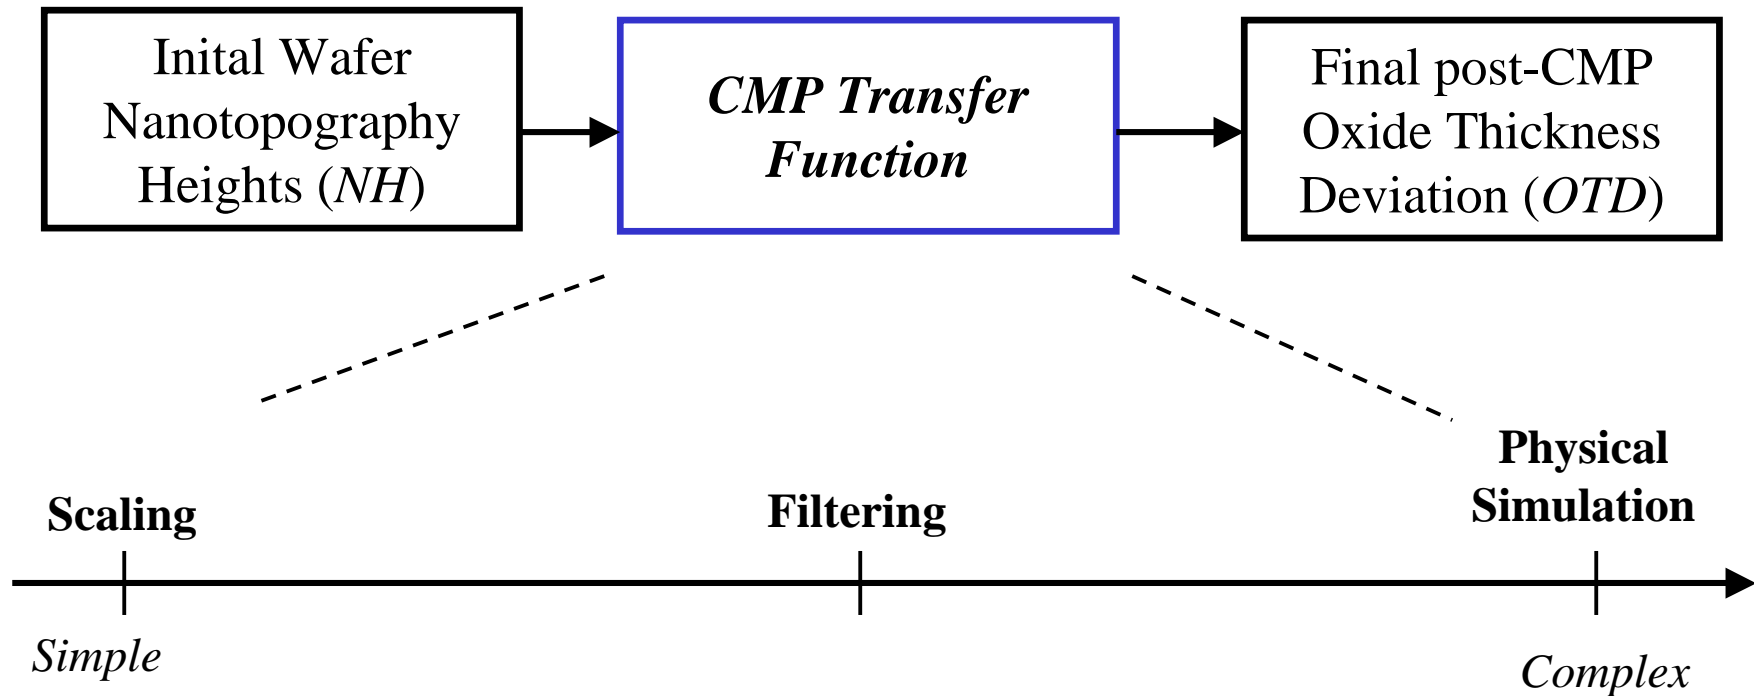 Inital Wafer
Nanotopography
Heights (NH)
CMP Transfer
Function
Final post-CMP
Oxide Thickness
Deviation (OTD)
Scaling
Filtering
Physical
Simulation
Simple
Complex